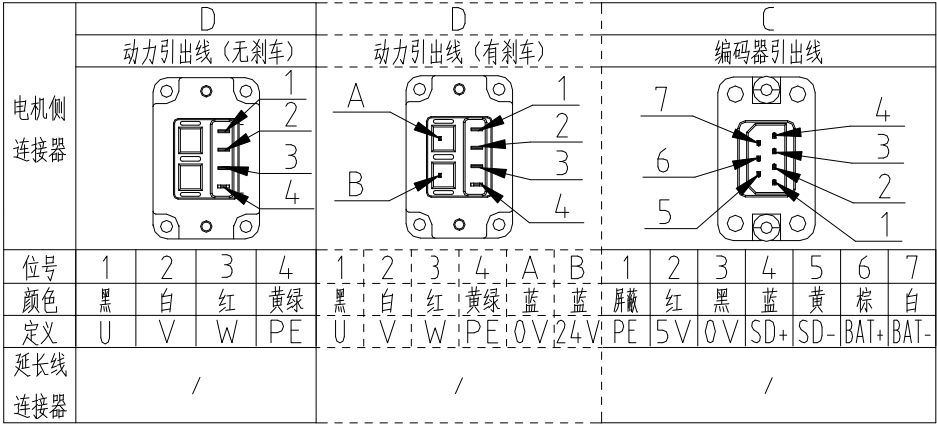 D D C
动力引出线（无刹车） 动力引出线（有刹车） 编码器引出线
电机侧
连接器
1
2
3
4
A
B
1
2
3
4
7
6
5
4
3
2
1
位号 1 2 3 4 1 2 3 4 A B 1 2 3 4 5 6 7
颜色 黑 白 红 黄绿 黑 白 红 黄绿 蓝 蓝 屏蔽 红 黑 蓝 黄 棕 白
定义 U V W PE U V W PE 0V 24V PE 5V 0V SD+ SD- BAT+ BAT-
延长线
连接器
/ / /